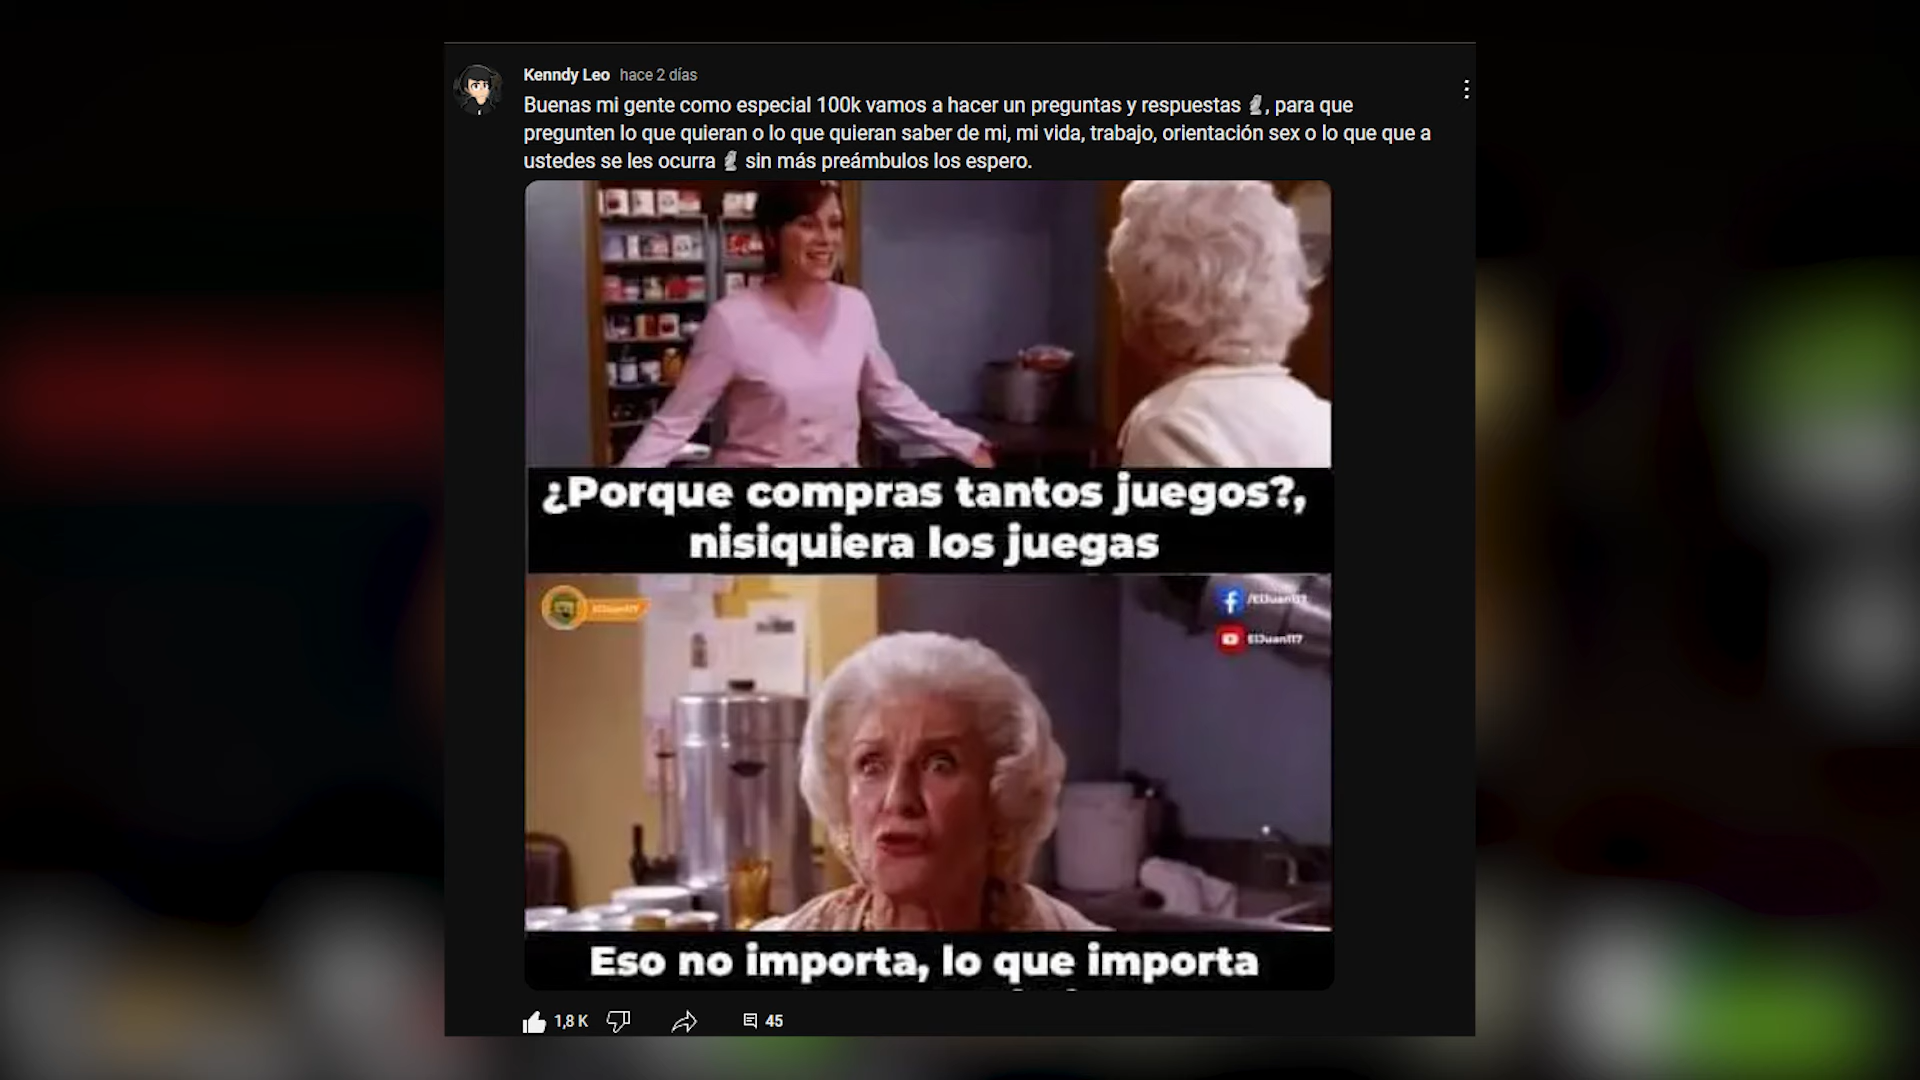 Kenndy Leo hace 2 días
Buenas mi gente como especial 100k vamos a hacer un preguntas y respuestas 🗿, para que
pregunten lo que quieran o lo que quieran saber de mi, mi vida, trabajo, orientación sex o lo que que a
ustedes se les ocurra 🗿 sin más preámbulos los espero.
¿Porque compras tantos juegos?,
nisiquiera los juegas
ElJuan117
/ElJuan117
ElJuan117
Eso no importa, lo que importa
1,8 K 45